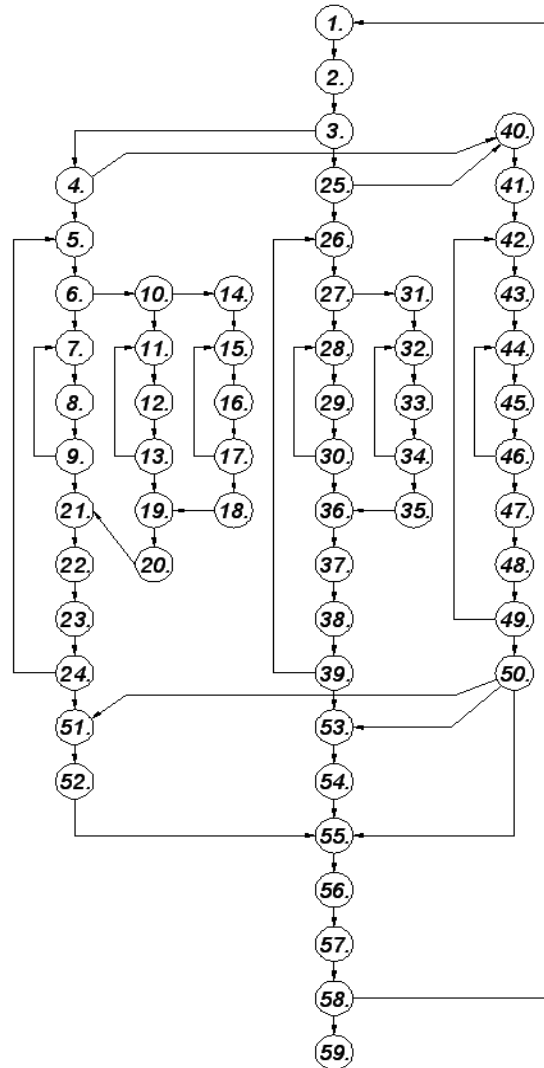 1.
2.
3. 40.
4. 25. 41.
5. 26. 42.
6. 10. 14. 27. 31. 43.
7. 11. 15. 28. 32. 44.
8. 12. 16. 29. 33. 45.
9. 13. 17. 30. 34. 46.
21. 19. 18. 36. 35. 47.
22. 20. 37. 48.
23. 38. 49.
24. 39. 50.
51. 53.
52. 54.
55.
56.
57.
58.
59.